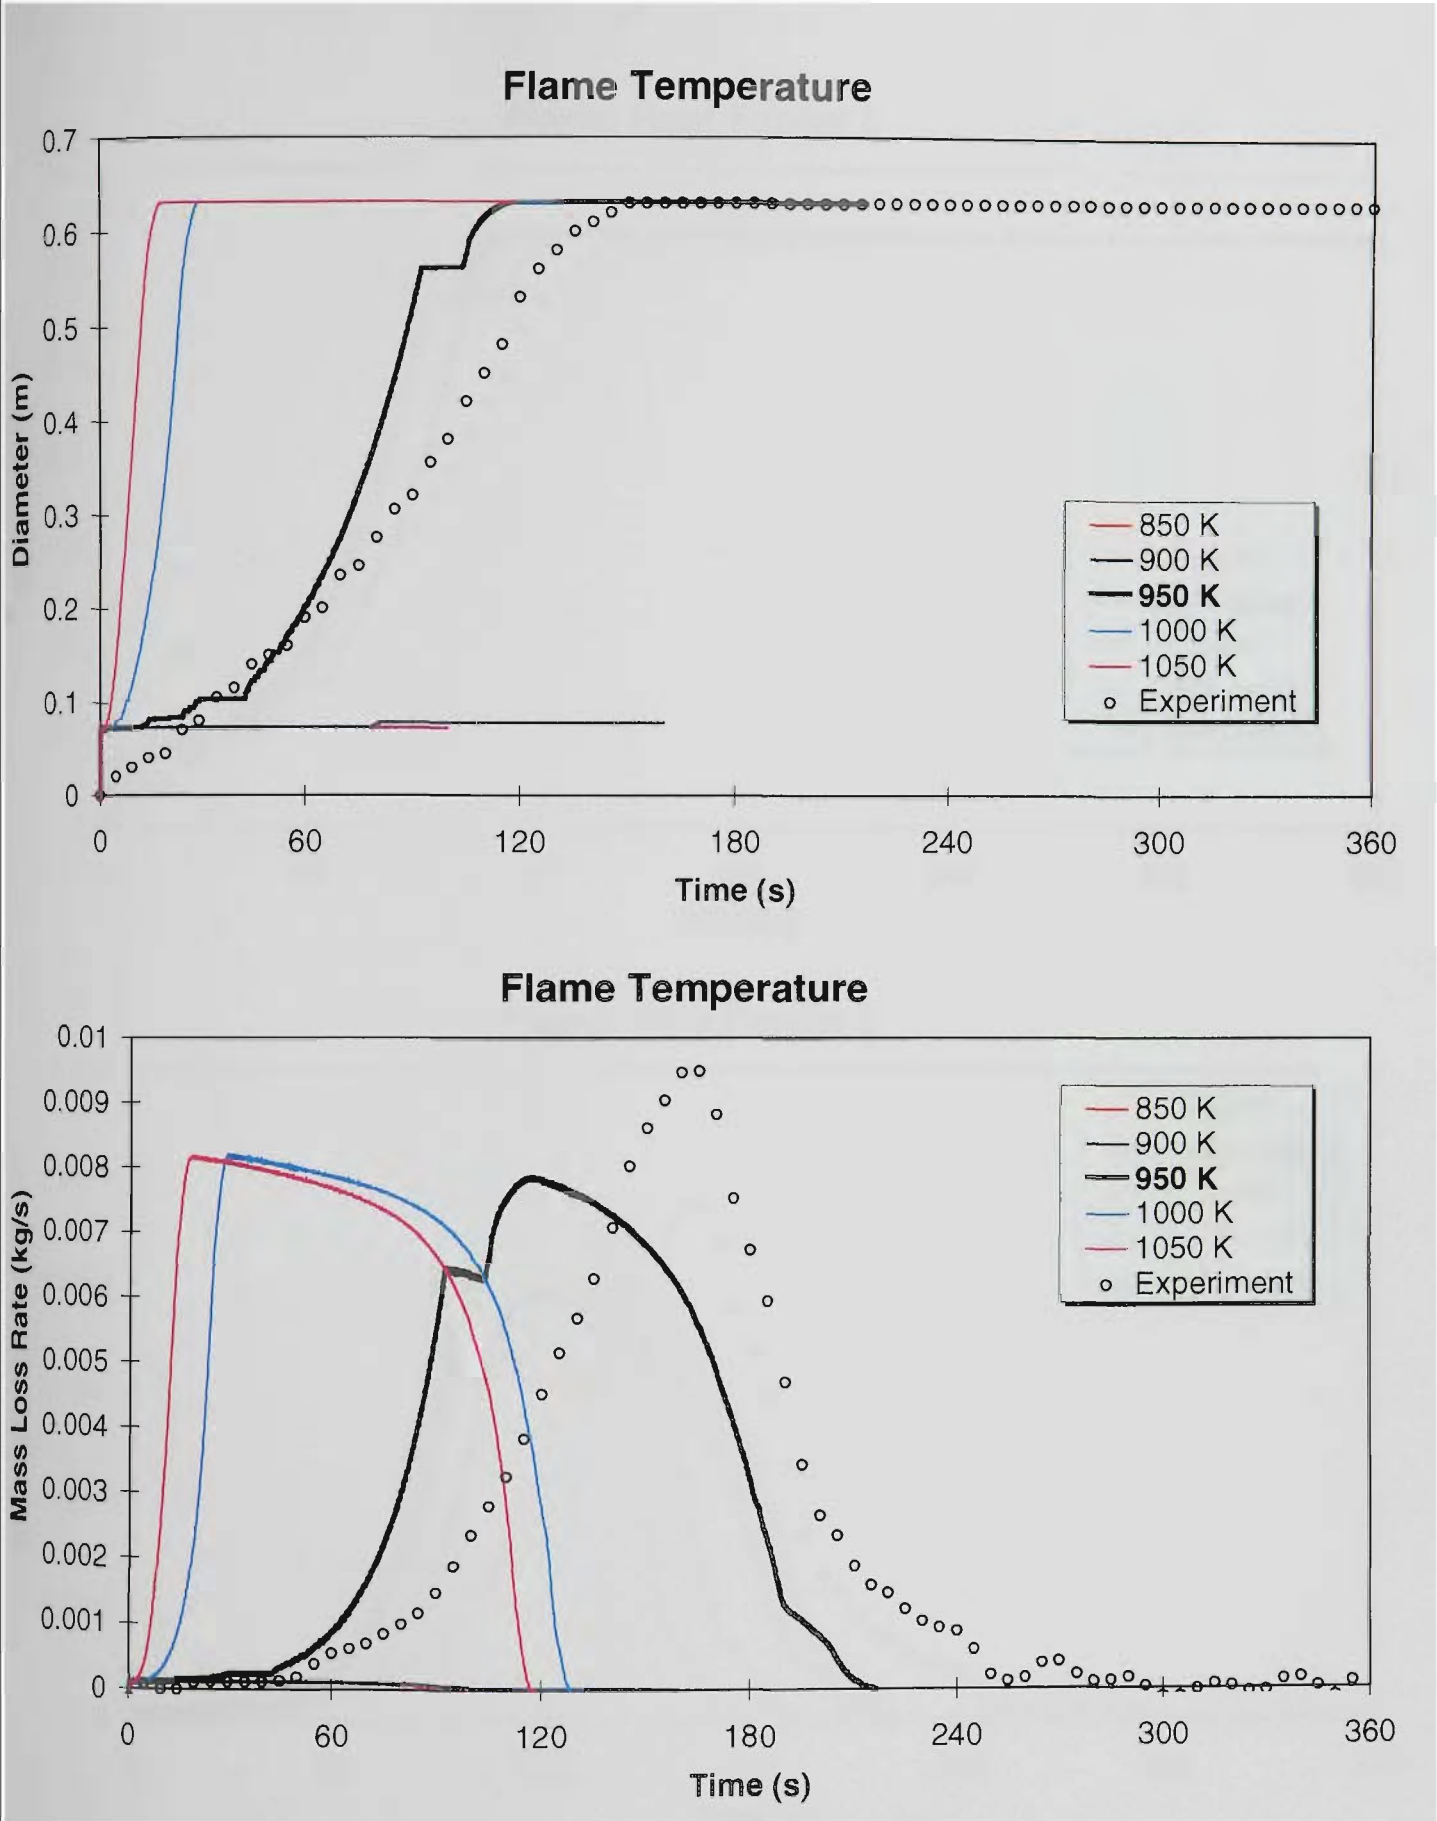 Flame Temperature
0.7
0.6
0.5
0.4
0.3
0.2
0.1
0
Diameter (m)
850 K
900 K
950 K
1000 K
1050 K
Experiment
0 60 120 180 240 300 360
Time (s)
Flame Temperature
0.01
0.009
0.008
0.007
0.006
0.005
0.004
0.003
0.002
0.001
0
Mass Loss Rate (kg/s)
850 K
900 K
950 K
1000 K
1050 K
Experiment
0 60 120 180 240 300 360
Time (s)